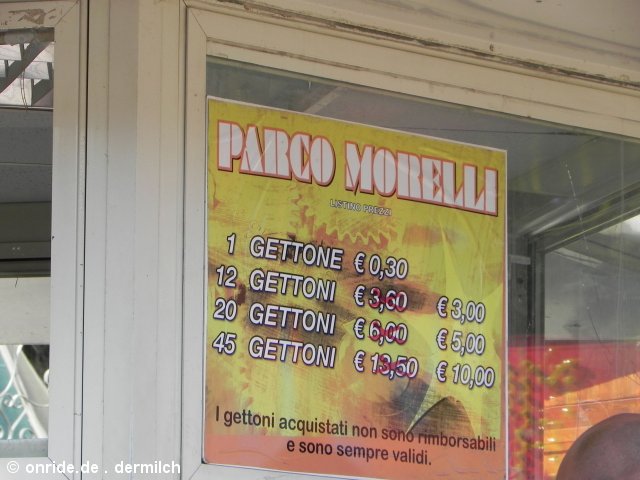 PARCO MORELLI
LISTINO PREZZI
1 GETTONE € 0,30
12 GETTONI € 3,60 € 3,00
20 GETTONI € 6,00 € 5,00
45 GETTONI € 13,50 € 10,00
I gettoni acquistati non sono rimborsabili
e sono sempre validi.
© onride.de . dermilch